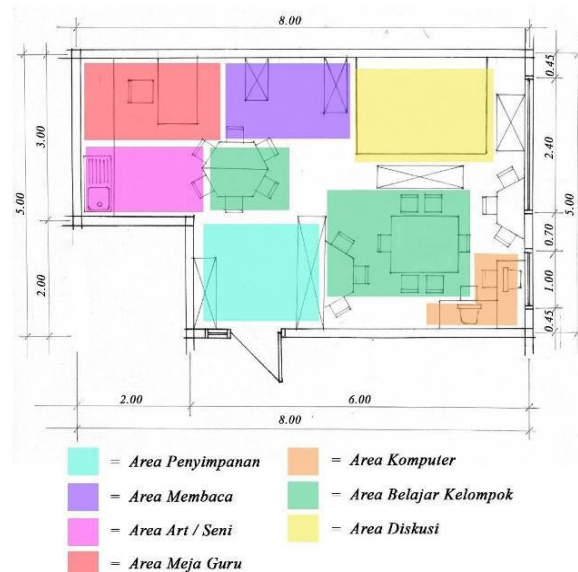 8.00
0.45
3.00
2.40
5.00
5.00
0.70
2.00
1.00
0.45
2.00
6.00
8.00
= Area Penyimpanan
= Area Komputer
= Area Membaca
= Area Belajar Kelompok
= Area Art / Seni
= Area Diskusi
= Area Meja Guru